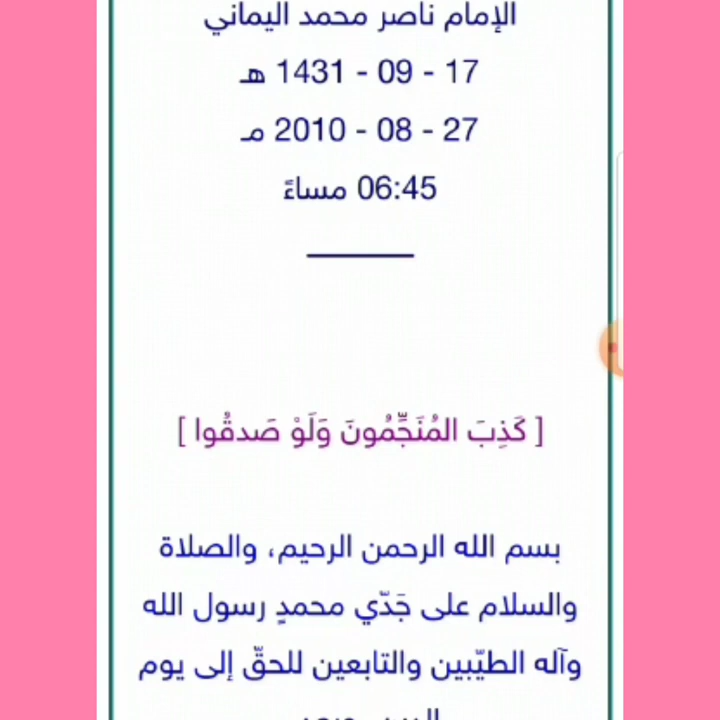 الإمام ناصر محمد اليماني
17 - 09 - 1431 هـ
27 - 08 - 2010 مـ
06:45 مساءً
[ كَذِبَ المُنَجِّمُونَ وَلَوْ صَدقُوا ]
بسم الله الرحمن الرحيم، والصلاة
والسلام على جَدّي محمدٍ رسول الله
وآله الطيّبين والتابعين للحقّ إلى يوم